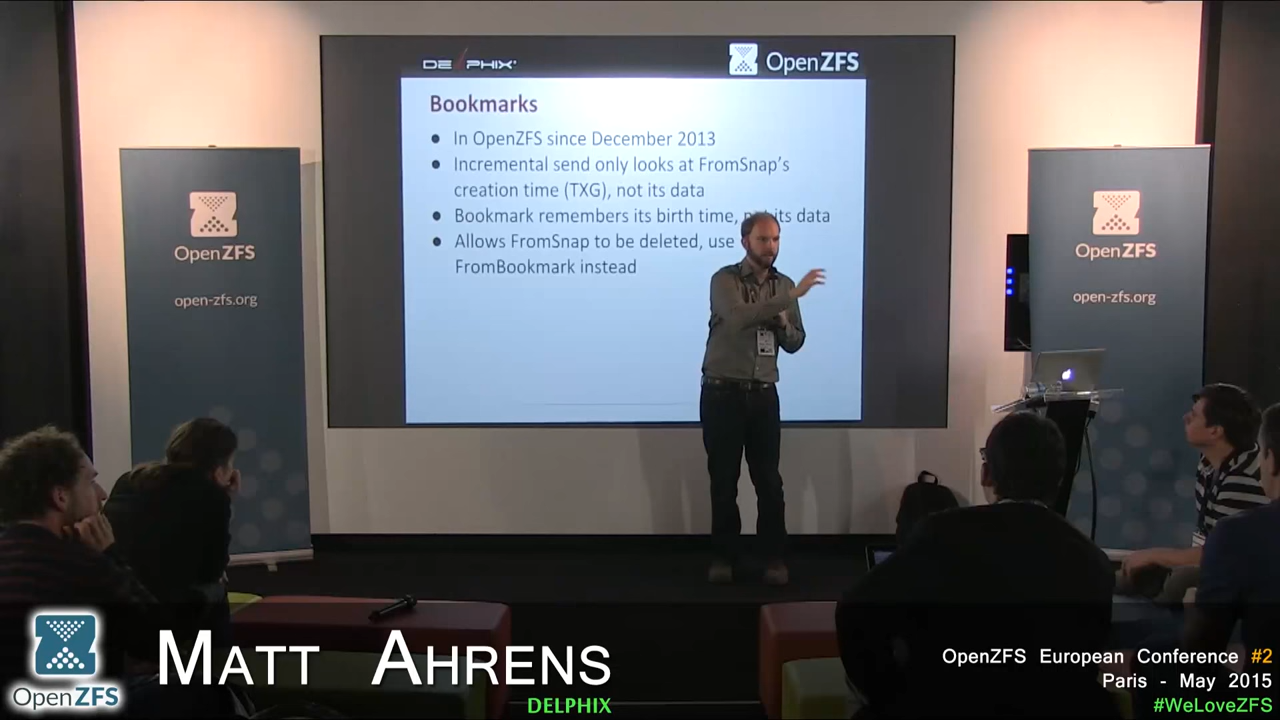 DELPHIX
OpenZFS
Bookmarks
• In OpenZFS since December 2013
• Incremental send only looks at FromSnap's
creation time (TXG), not its data
• Bookmark remembers its birth time, not its data
• Allows FromSnap to be deleted, use
FromBookmark instead
OpenZFS
open-zfs.org
OpenZFS
open-zfs.org
OpenZFS
MATT AHRENS
DELPHIX
OpenZFS European Conference #2
Paris - May 2015
#WeLoveZFS